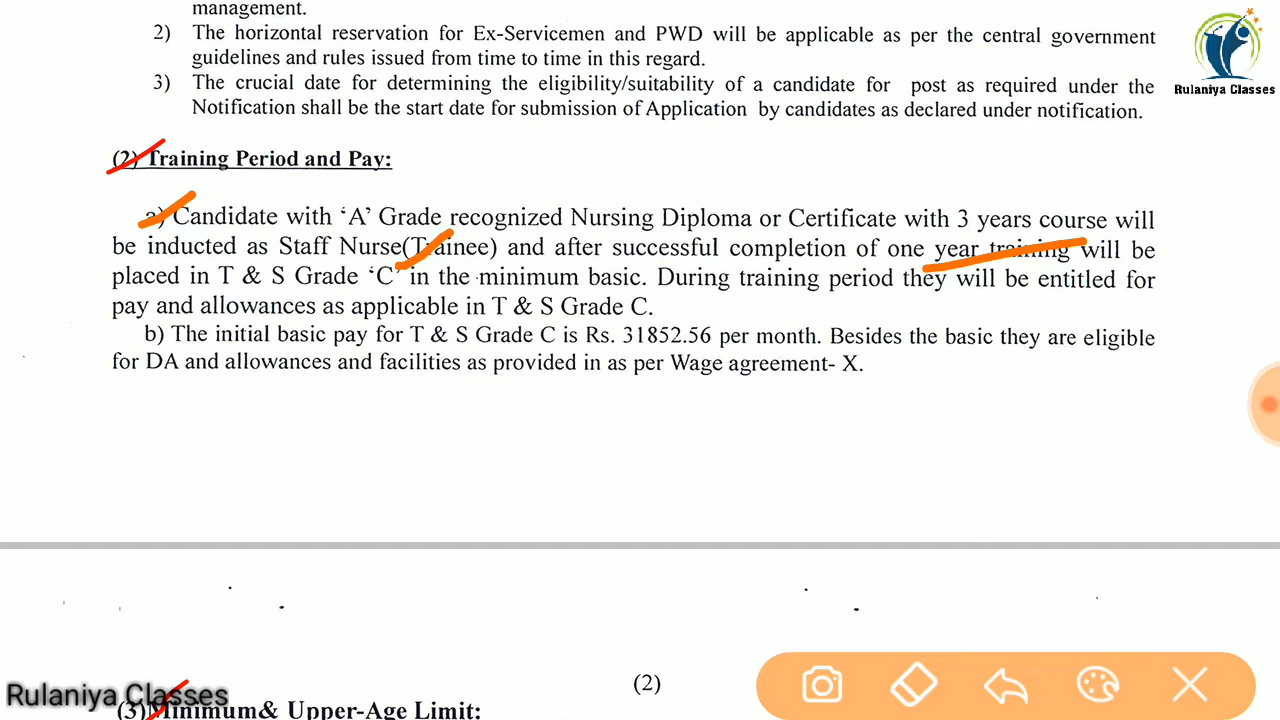 management.
2) The horizontal reservation for Ex-Servicemen and PWD will be applicable as per the central government
guidelines and rules issued from time to time in this regard.
3) The crucial date for determining the eligibility/suitability of a candidate for post as required under the
Notification shall be the start date for submission of Application by candidates as declared under notification.
Rulaniya Classes
(2) Training Period and Pay:
a) Candidate with ‘A’ Grade recognized Nursing Diploma or Certificate with 3 years course will
be inducted as Staff Nurse(Trainee) and after successful completion of one year training will be
placed in T & S Grade ‘C’ in the minimum basic. During training period they will be entitled for
pay and allowances as applicable in T & S Grade C.
b) The initial basic pay for T & S Grade C is Rs. 31852.56 per month. Besides the basic they are eligible
for DA and allowances and facilities as provided in as per Wage agreement- X.
(2)
Rulaniya Classes
(3) Minimum& Upper-Age Limit: